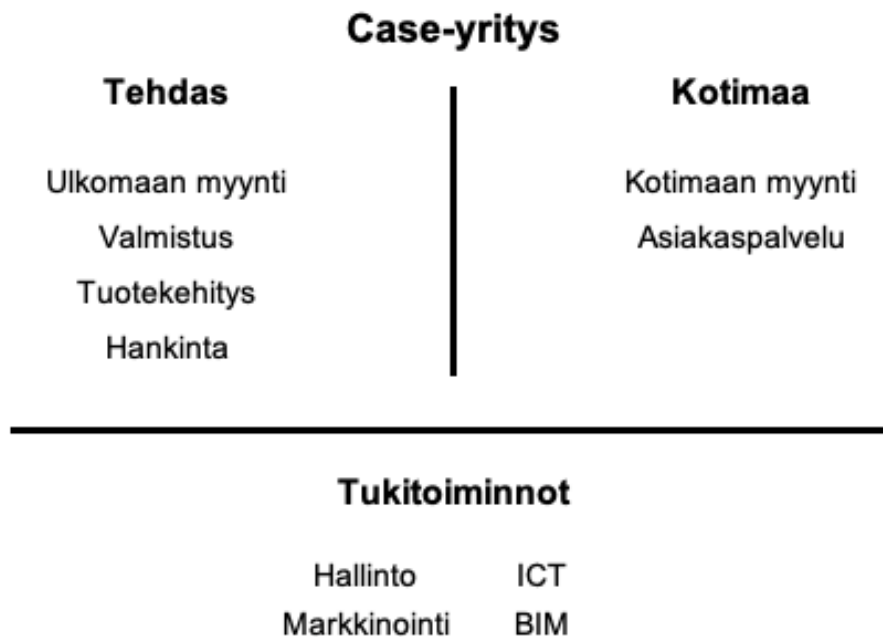 Case-yritys
Tehdas
Ulkomaan myynti
Valmistus
Tuotekehitys
Hankinta
Kotimaa
Kotimaan myynti
Asiakaspalvelu
Tukitoiminnot
Hallinto ICT
Markkinointi BIM